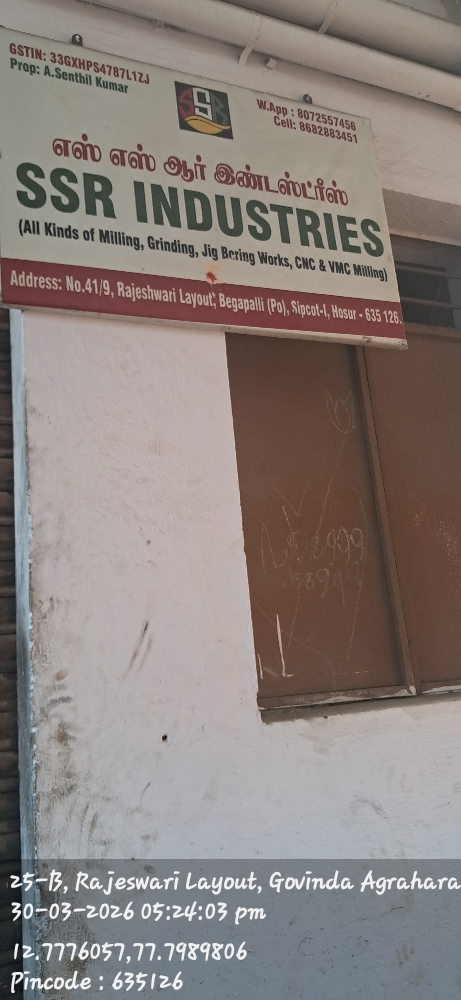 GSTIN: 33GXHPS4787L1ZJ
Prop: A.Senthil Kumar
SSR
W.App : 8072557456
Cell: 8682883451
எஸ் எஸ் ஆர் இண்டஸ்ட்ரீஸ்
SSR INDUSTRIES
(All Kinds of Milling, Grinding, Jig Boring Works, CNC & VMC Milling)
Address: No.41/9, Rajeshwari Layout, Begapalli (Po), Sipcot-I, Hosur - 635 126.
25-B, Rajeswari Layout, Govinda Agrahara
30-03-2026 05:24:03 pm
12.7776057,77.7989806
Pincode : 635126